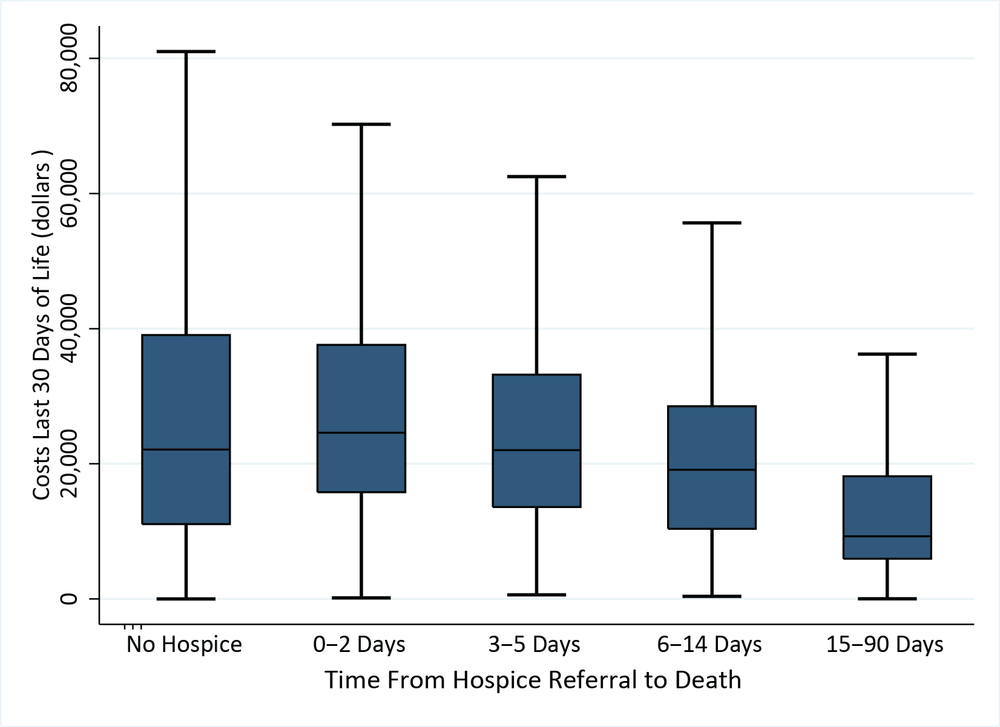 Costs Last 30 Days of Life (dollars )
80,000
60,000
40,000
20,000
0
No Hospice
0–2 Days
3–5 Days
6–14 Days
15–90 Days
Time From Hospice Referral to Death